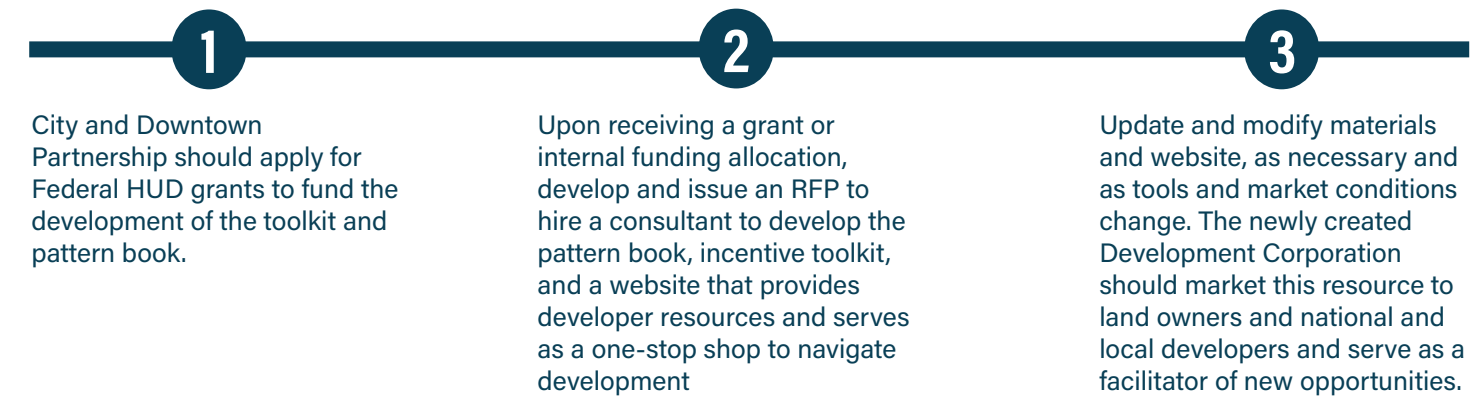 1
City and Downtown
Partnership should apply for
Federal HUD grants to fund the
development of the toolkit and
pattern book.
2
Upon receiving a grant or
internal funding allocation,
develop and issue an RFP to
hire a consultant to develop the
pattern book, incentive toolkit,
and a website that provides
developer resources and serves
as a one-stop shop to navigate
development
3
Update and modify materials
and website, as necessary and
as tools and market conditions
change. The newly created
Development Corporation
should market this resource to
land owners and national and
local developers and serve as a
facilitator of new opportunities.